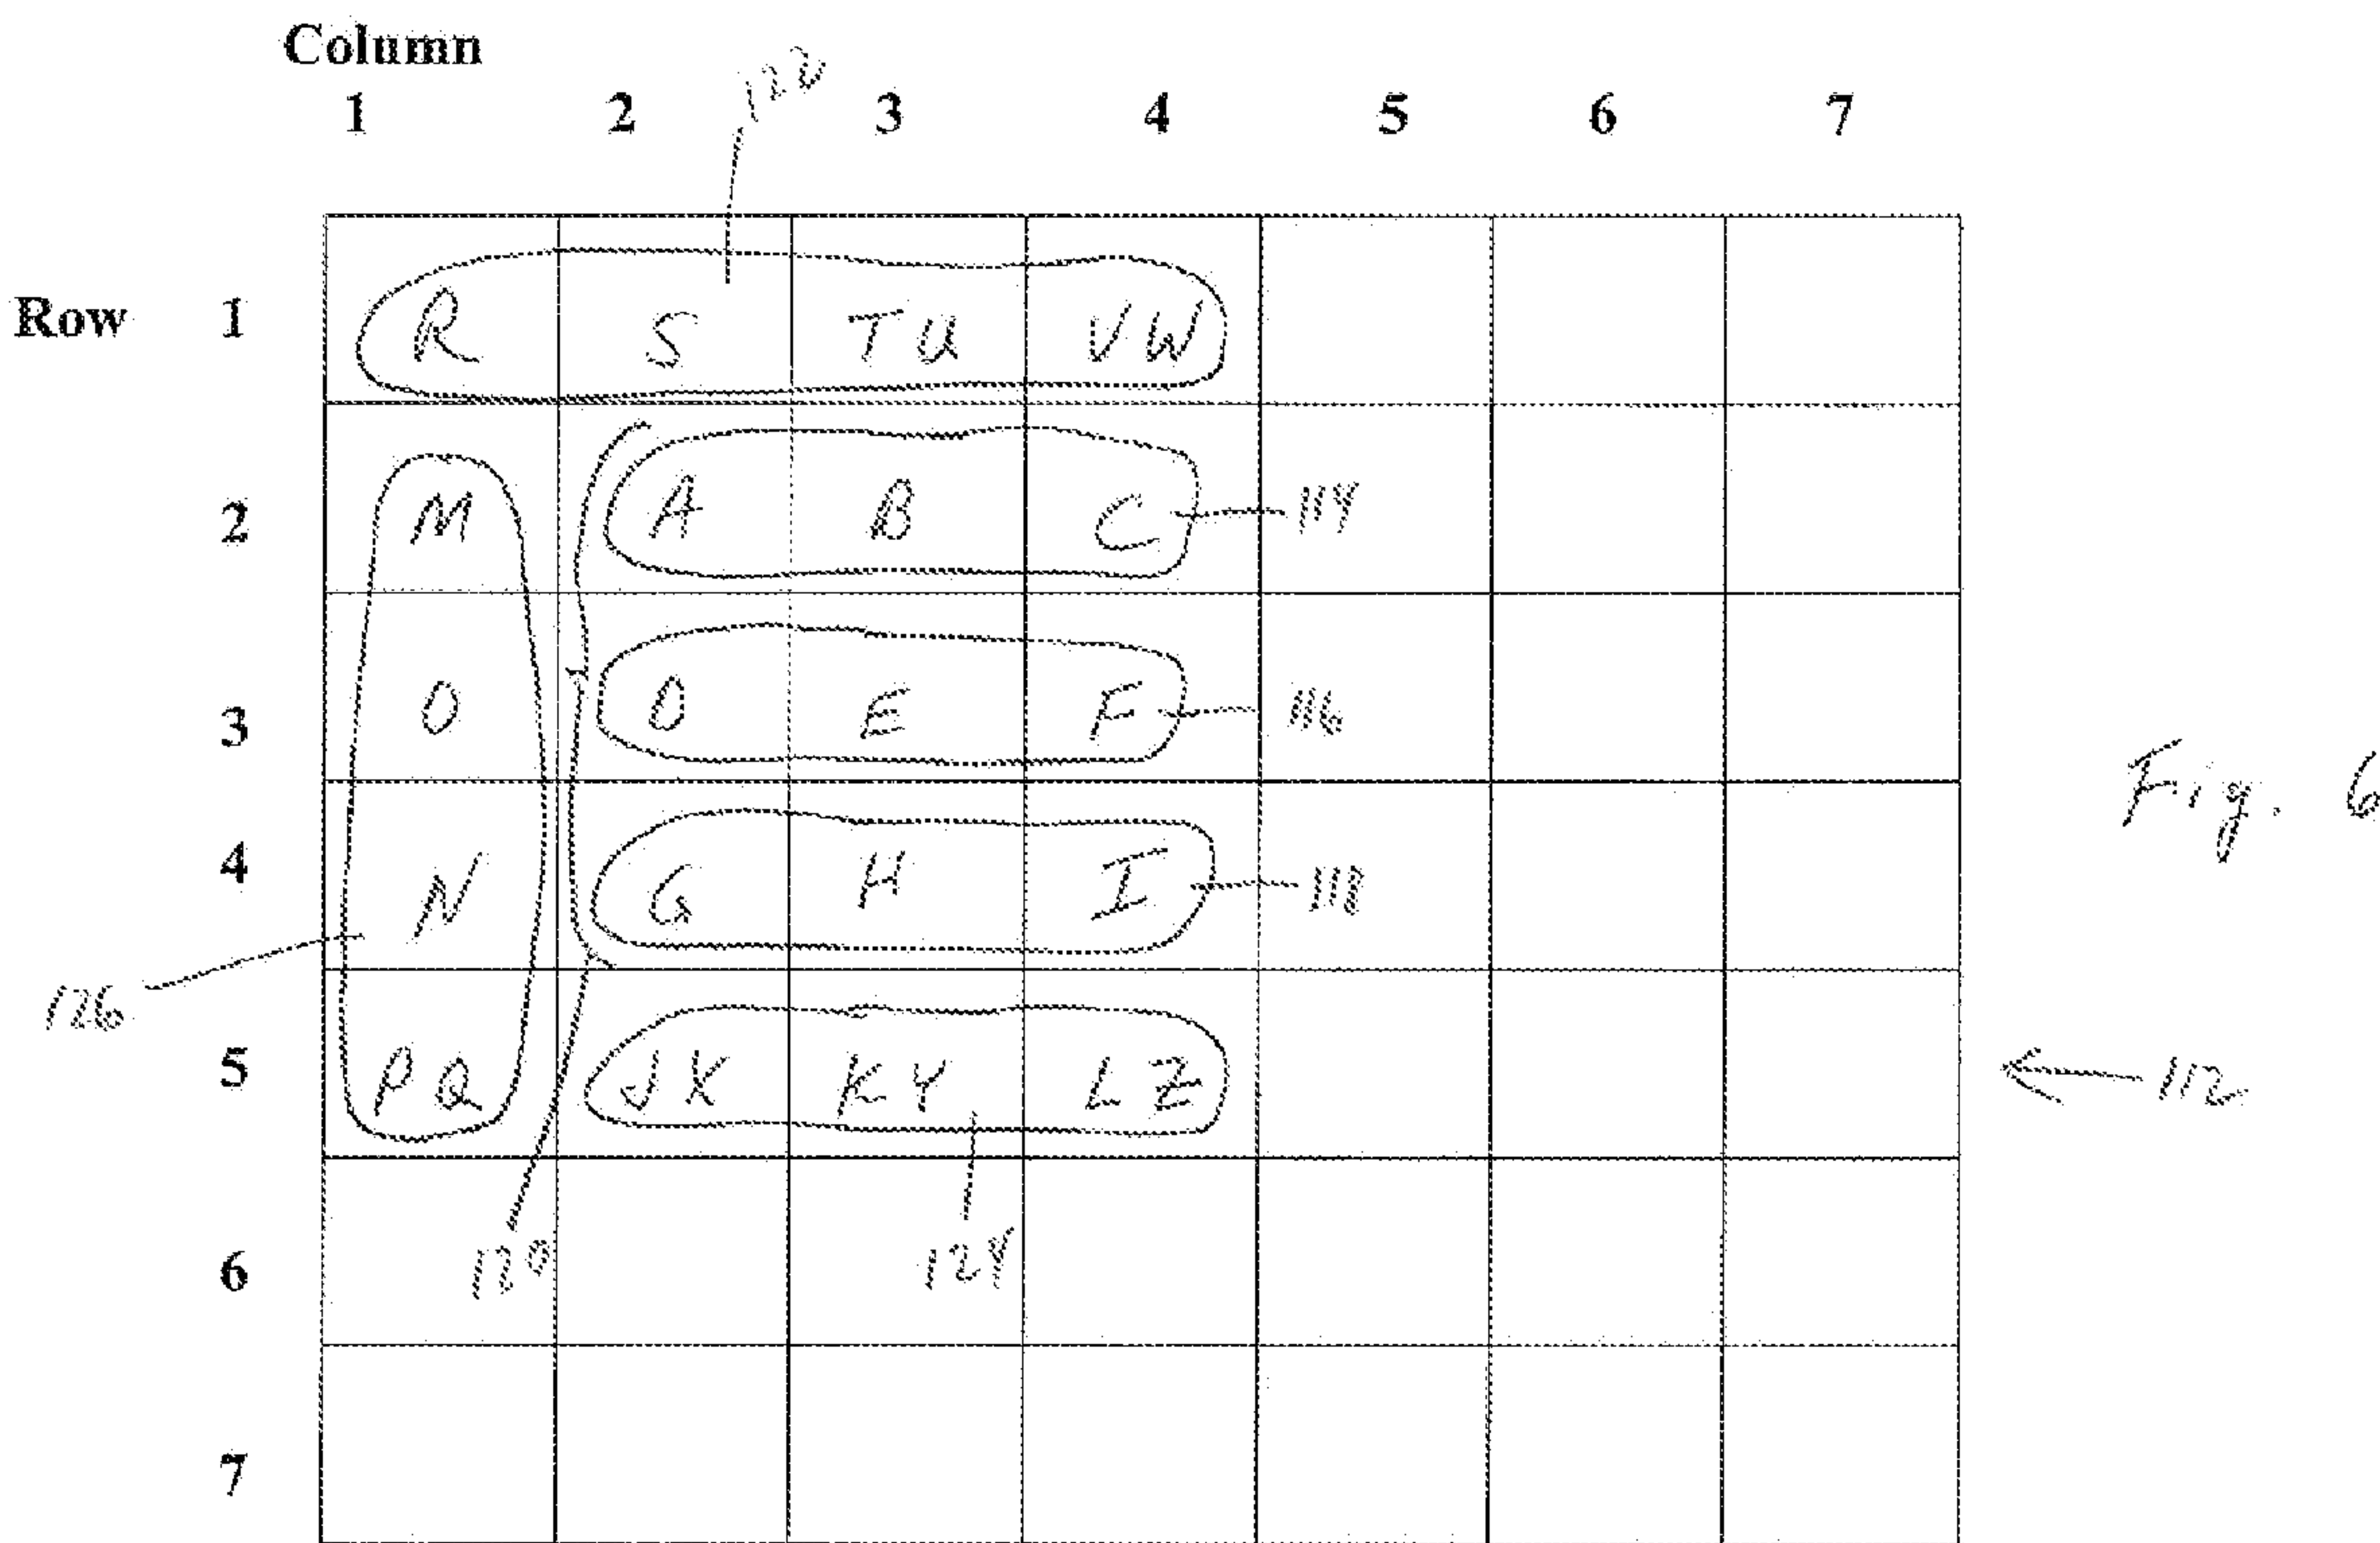 Column
122
1 2 3 4 5 6 7
Row 1 R S TU VW
2 M A B C 114
3 O D E F 116
Fig. 6
4 N G H I 118
126
5 PQ JX KY LZ 112
6 120 124
7